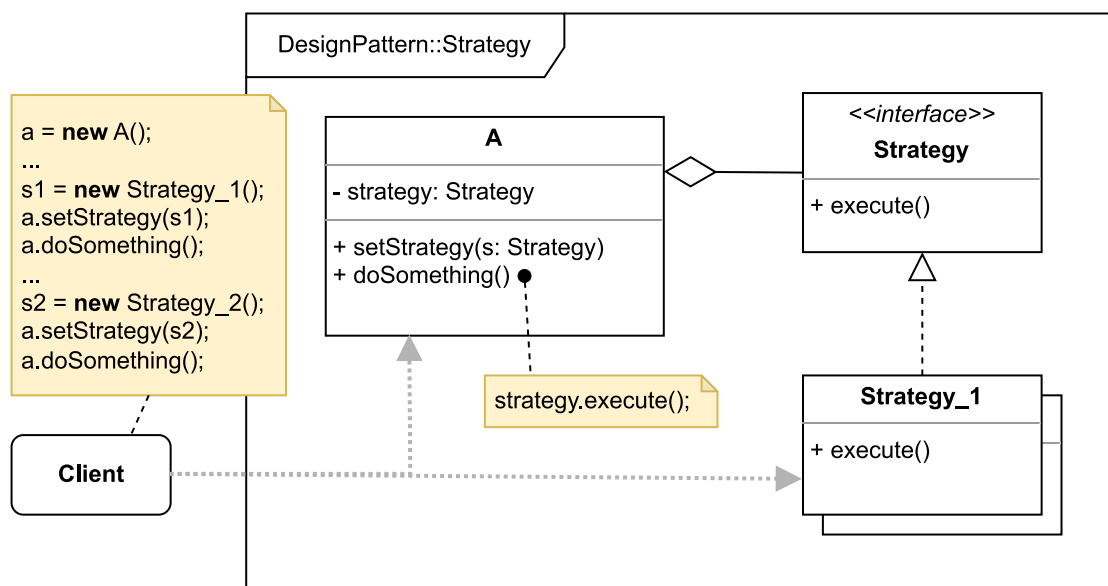 DesignPattern::Strategy
a = new A();
...
s1 = new Strategy_1();
a.setStrategy(s1);
a.doSomething();
...
s2 = new Strategy_2();
a.setStrategy(s2);
a.doSomething();
Client
A
- strategy: Strategy
+ setStrategy(s: Strategy)
+ doSomething()
strategy.execute();
<<interface>>
Strategy
+ execute()
Strategy_1
+ execute()